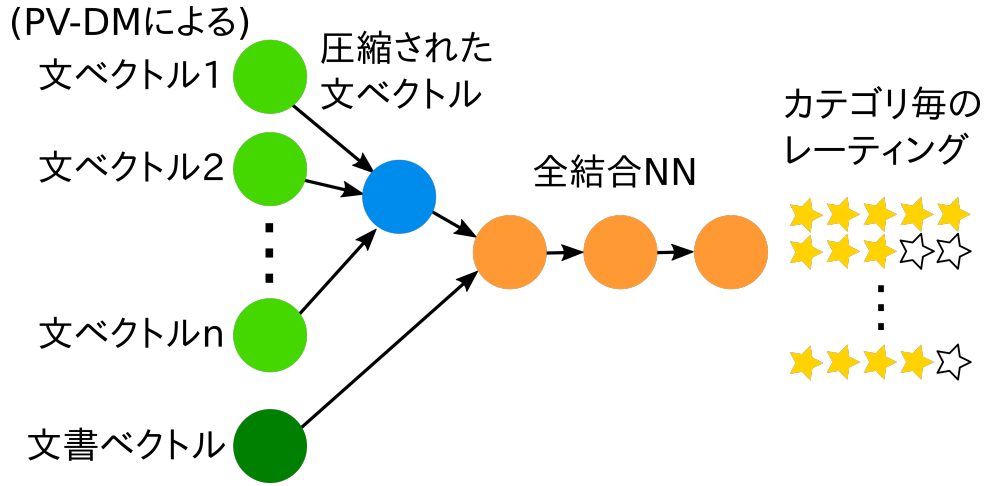 (PV-DMによる)
文ベクトル1
圧縮された
文ベクトル
文ベクトル2
文ベクトルn
文書ベクトル
全結合NN
カテゴリ毎の
レーティング